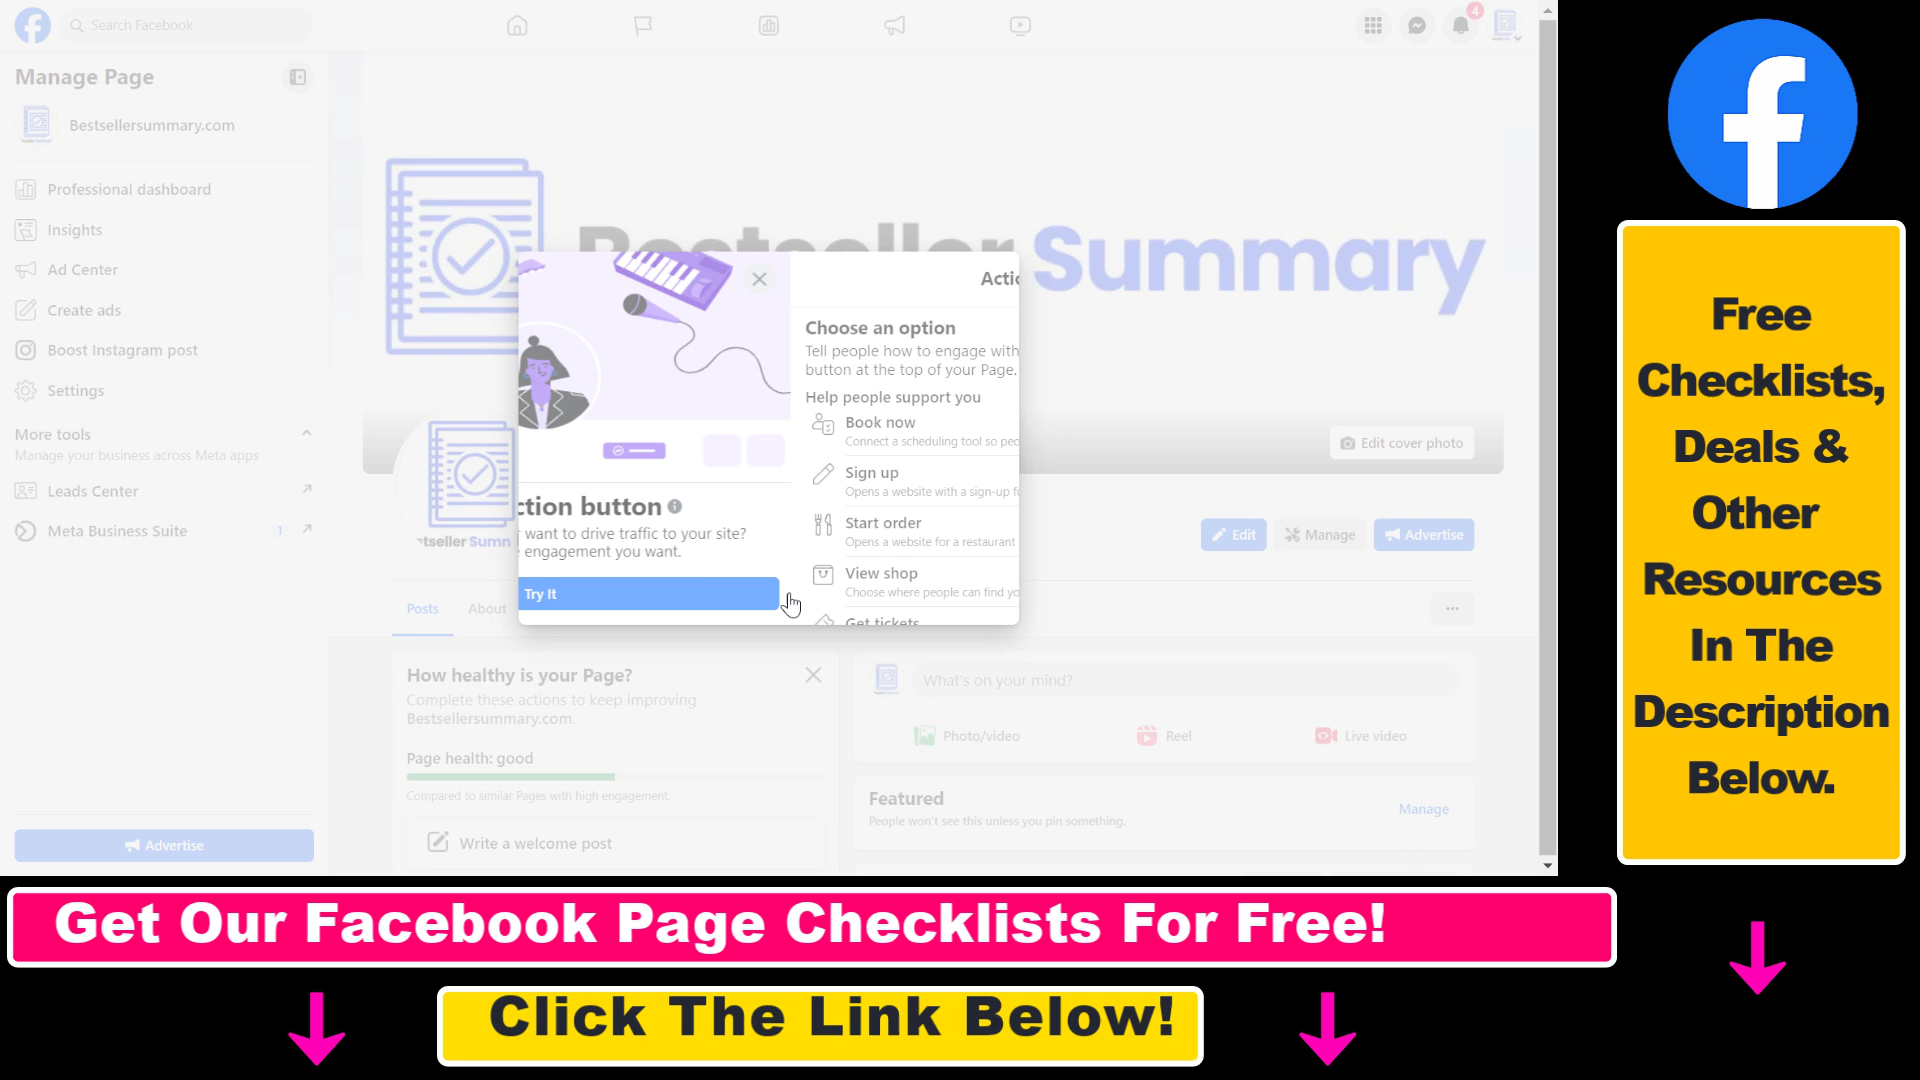 Search Facebook
4
Manage Page
Bestsellersummary.com
Professional dashboard
Insights
Ad Center
Create ads
Boost Instagram post
Settings
More tools
Manage your business across Meta apps
Leads Center
Meta Business Suite
1
Advertise
Bestseller Summary
Edit cover photo
tseller Summ
Edit
Manage
Advertise
Posts
About
ction button
want to drive traffic to your site?
engagement you want.
Try It
Actio
Choose an option
Tell people how to engage with
button at the top of your Page.
Help people support you
Book now
Connect a scheduling tool so peo
Sign up
Opens a website with a sign-up fo
Start order
Opens a website for a restaurant
View shop
Choose where people can find yo
Get tickets
How healthy is your Page?
Complete these actions to keep improving
Bestsellersummary.com.
Page health: good
Compared to similar Pages with high engagement.
Write a welcome post
What's on your mind?
Photo/video
Reel
Live video
Featured
People won't see this unless you pin something.
Manage
Free
Checklists,
Deals &
Other
Resources
In The
Description
Below.
Get Our Facebook Page Checklists For Free!
Click The Link Below!